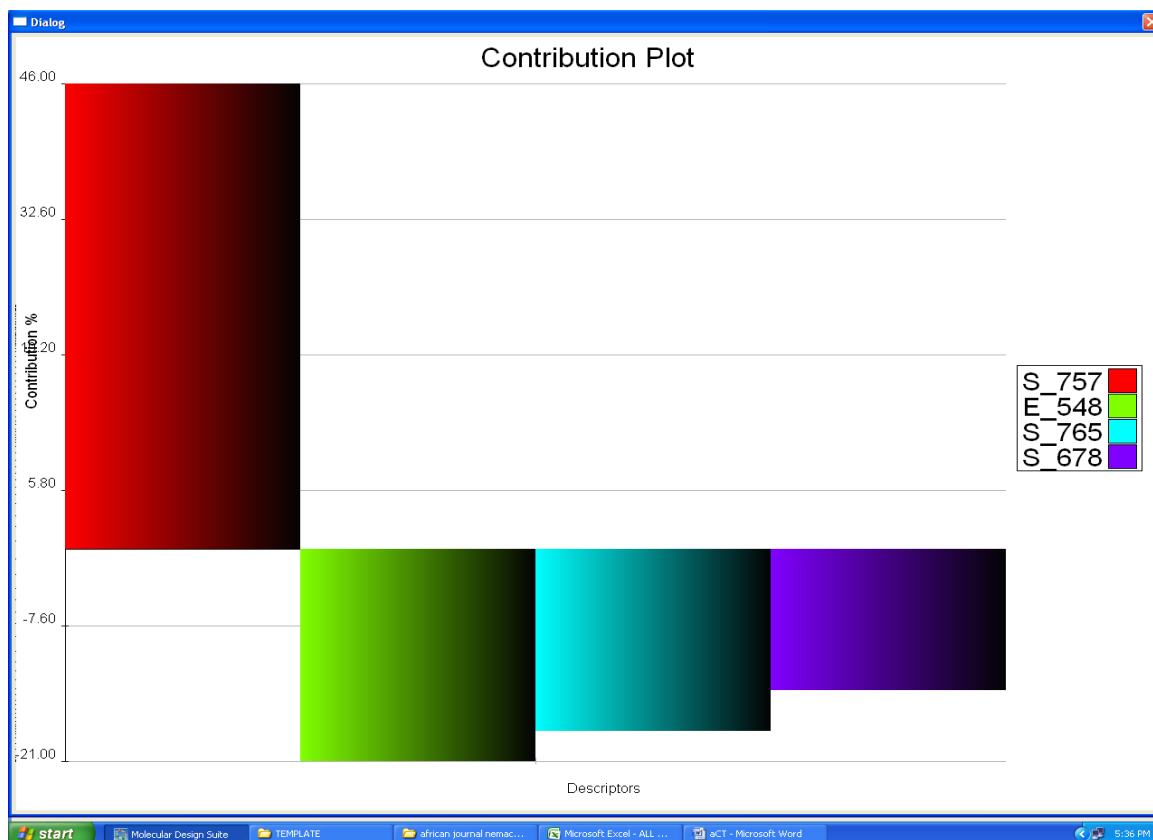 Dialog
Contribution Plot
46.00
32.60
5.80
-7.60
-21.00
Contribution %
Descriptors
S_757
E_548
S_765
S_678
start
Molecular Design Suite
TEMPLATE
african journal nemac...
Microsoft Excel - ALL ...
aCT - Microsoft Word
5:36 PM